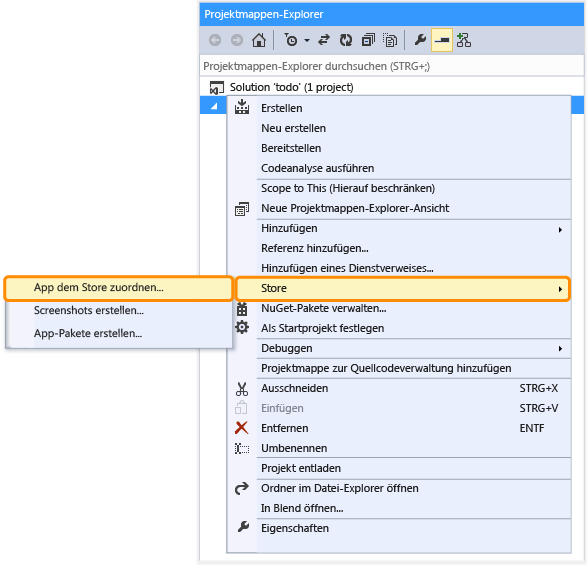 Projektmappen-Explorer
Projektmappen-Explorer durchsuchen (STRG+;)
Solution 'todo' (1 project)
Erstellen
Neu erstellen
Bereitstellen
Codeanalyse ausführen
Scope to This (Hierauf beschränken)
Neue Projektmappen-Explorer-Ansicht
Hinzufügen
Referenz hinzufügen...
Hinzufügen eines Dienstverweises...
Store
App dem Store zuordnen...
Screenshots erstellen...
App-Pakete erstellen...
NuGet-Pakete verwalten...
Als Startprojekt festlegen
Debuggen
Projektmappe zur Quellcodeverwaltung hinzufügen
Ausschneiden STRG+X
Einfügen STRG+V
Entfernen ENTF
Umbenennen
Projekt entladen
Ordner im Datei-Explorer öffnen
In Blend öffnen...
Eigenschaften